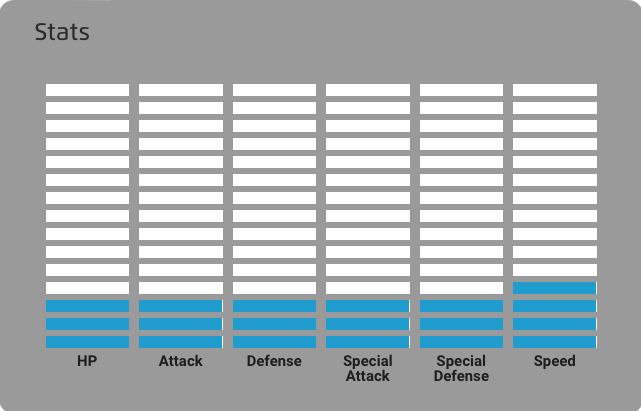 Stats
HP
Attack
Defense
Special
Attack
Special
Defense
Speed